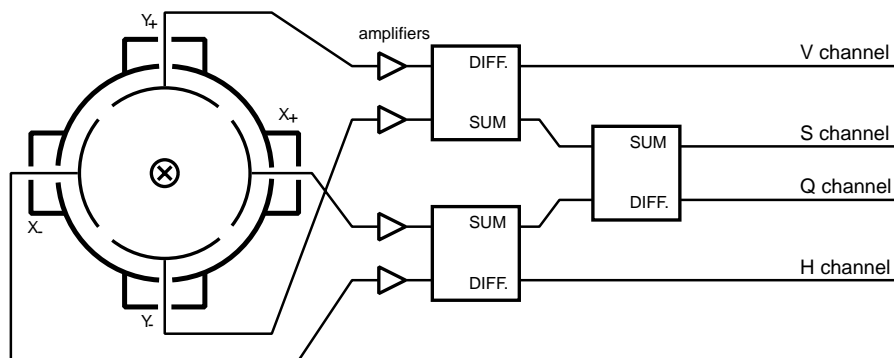 Y+
amplifiers
V channel
DIFF.
SUM
X+
S channel
SUM
Q channel
DIFF.
X-
SUM
H channel
DIFF.
Y-